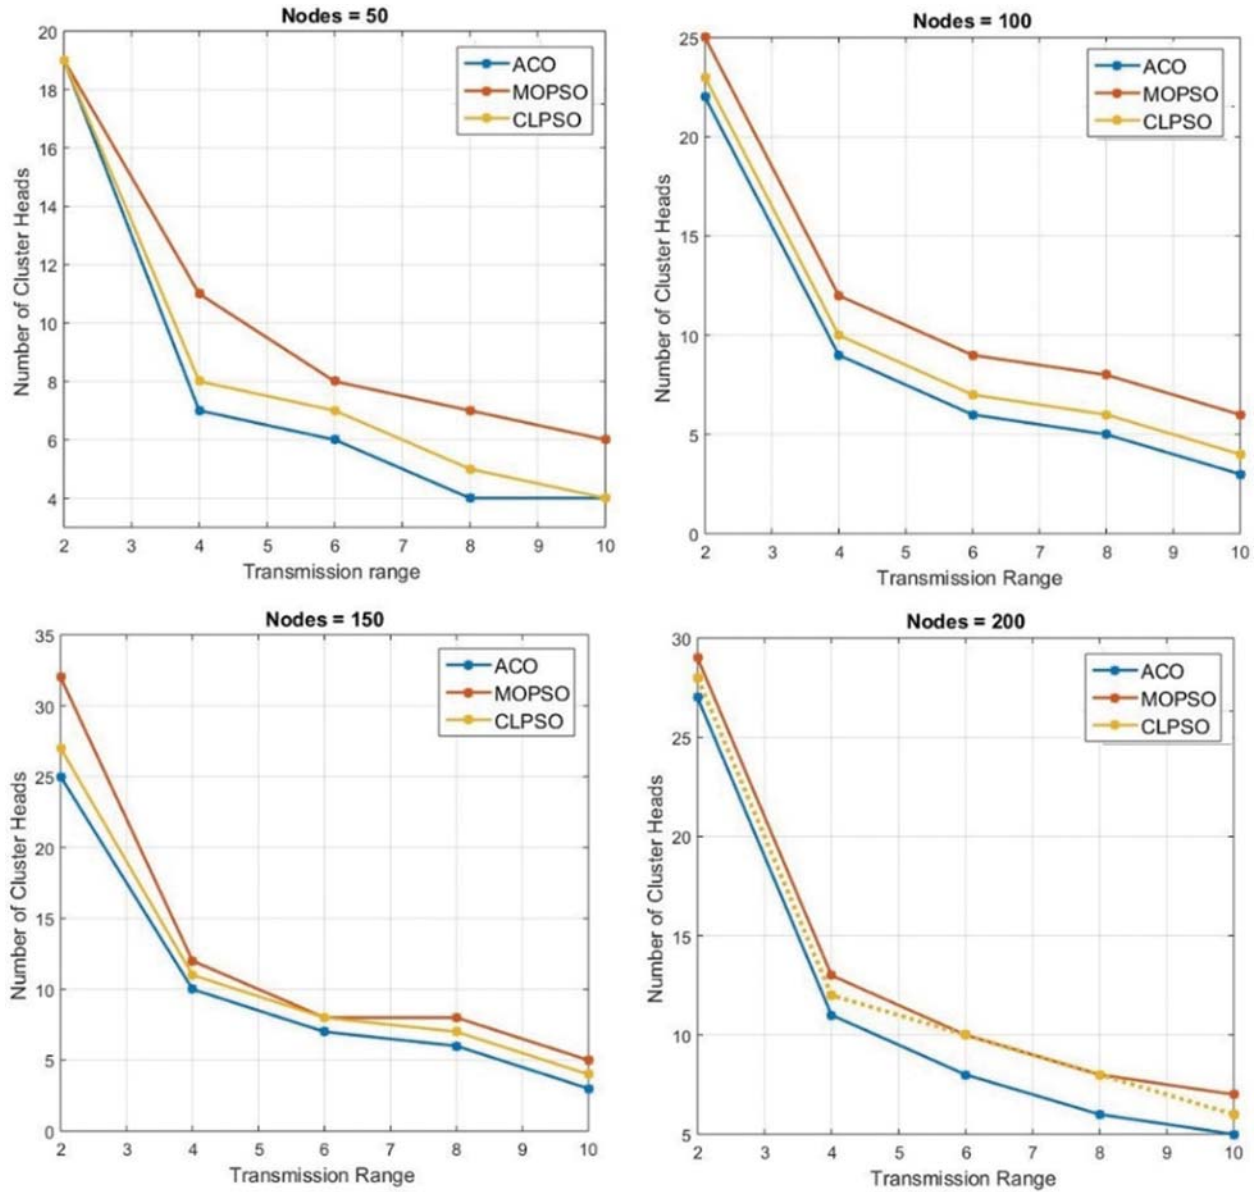 Nodes = 50
20
18
16
14
12
10
8
6
4
Number of Cluster Heads
2 3 4 5 6 7 8 9 10
Transmission range
ACO
MOPSO
CLPSO
Nodes = 100
25
20
15
10
5
0
Number of Cluster Heads
2 3 4 5 6 7 8 9 10
Transmission Range
ACO
MOPSO
CLPSO
Nodes = 150
35
30
25
20
15
10
5
0
Number of Cluster Heads
2 3 4 5 6 7 8 9 10
Transmission Range
ACO
MOPSO
CLPSO
Nodes = 200
30
25
20
15
10
5
Number of Cluster Heads
2 3 4 5 6 7 8 9 10
Transmission Range
ACO
MOPSO
CLPSO